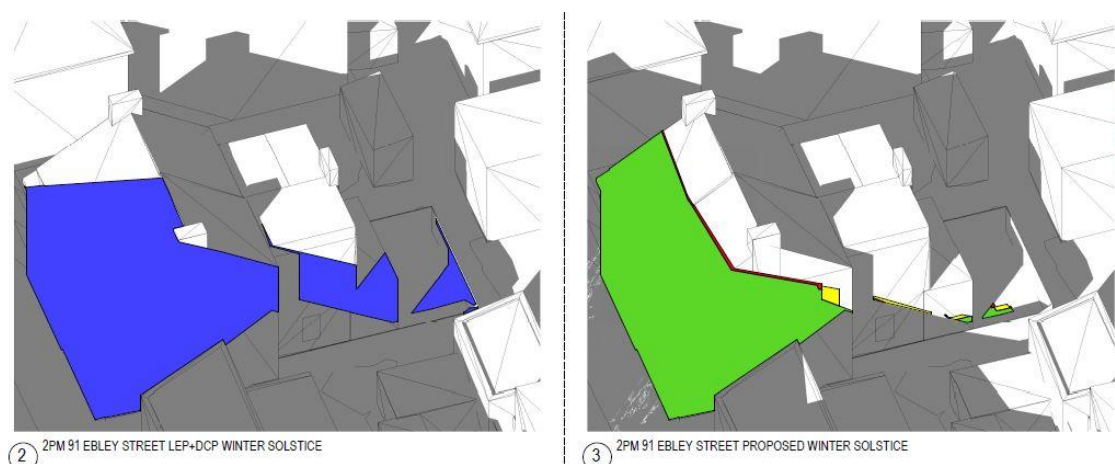 2 2PM 91 EBLEY STREET LEP+DCP WINTER SOLSTICE
3 2PM 91 EBLEY STREET PROPOSED WINTER SOLSTICE